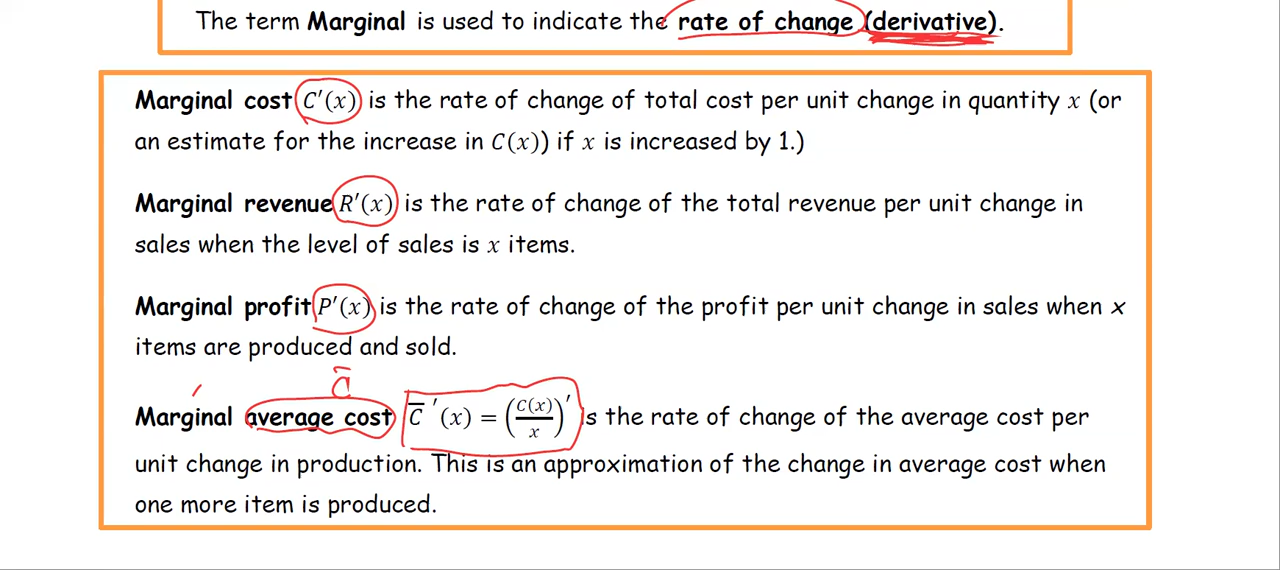 The term Marginal is used to indicate the rate of change (derivative).
Marginal cost C′(x) is the rate of change of total cost per unit change in quantity x (or
an estimate for the increase in C(x)) if x is increased by 1.)
Marginal revenue R′(x) is the rate of change of the total revenue per unit change in
sales when the level of sales is x items.
Marginal profit P′(x) is the rate of change of the profit per unit change in sales when x
items are produced and sold.
C̄
Marginal average cost C̄ ′(x) = (C(x)/x)′ is the rate of change of the average cost per
unit change in production. This is an approximation of the change in average cost when
one more item is produced.